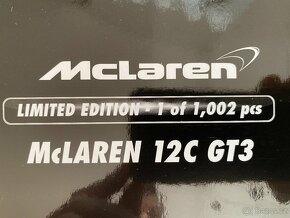 McLaren
LIMITED EDITION • 1 of 1,002 pcs
McLAREN 12C GT3